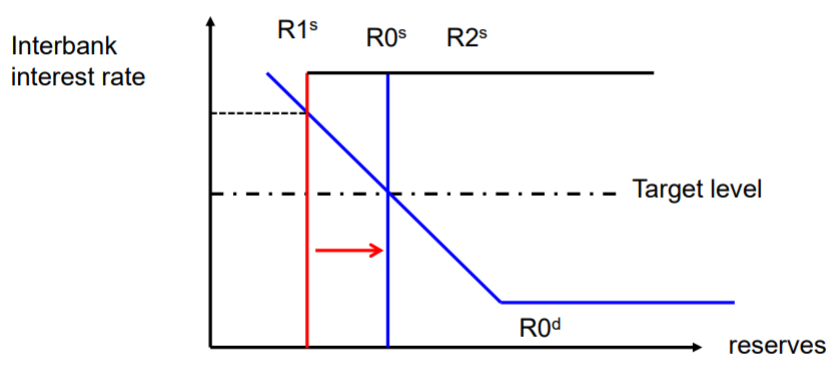 R1ˢ
R0ˢ
R2ˢ
Interbank
interest rate
Target level
R0ᵈ
reserves